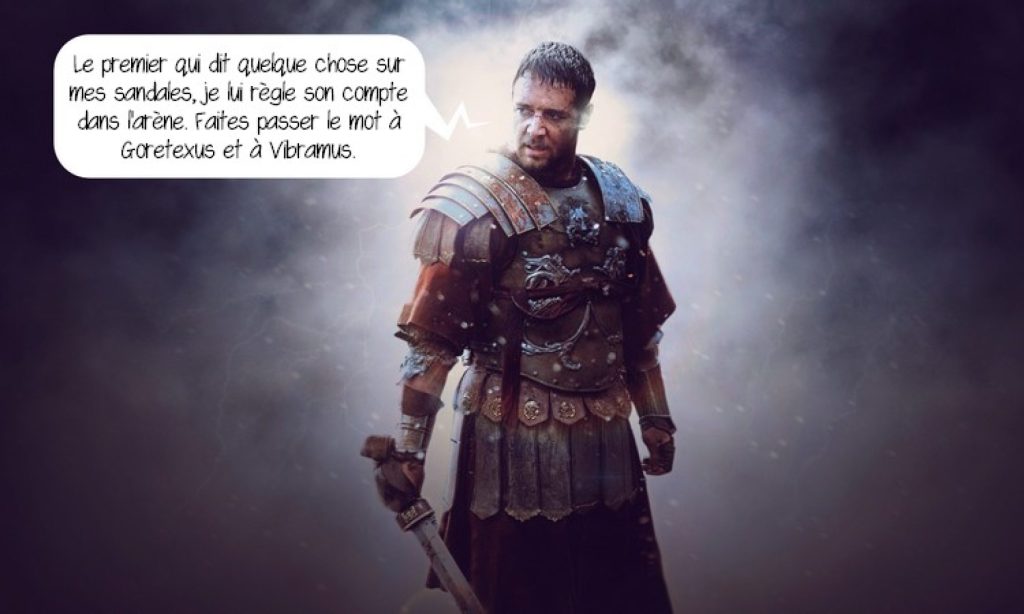 Le premier qui dit quelque chose sur
mes sandales, je lui règle son compte
dans l'arène. Faites passer le mot à
Goretexus et à Vibramus.